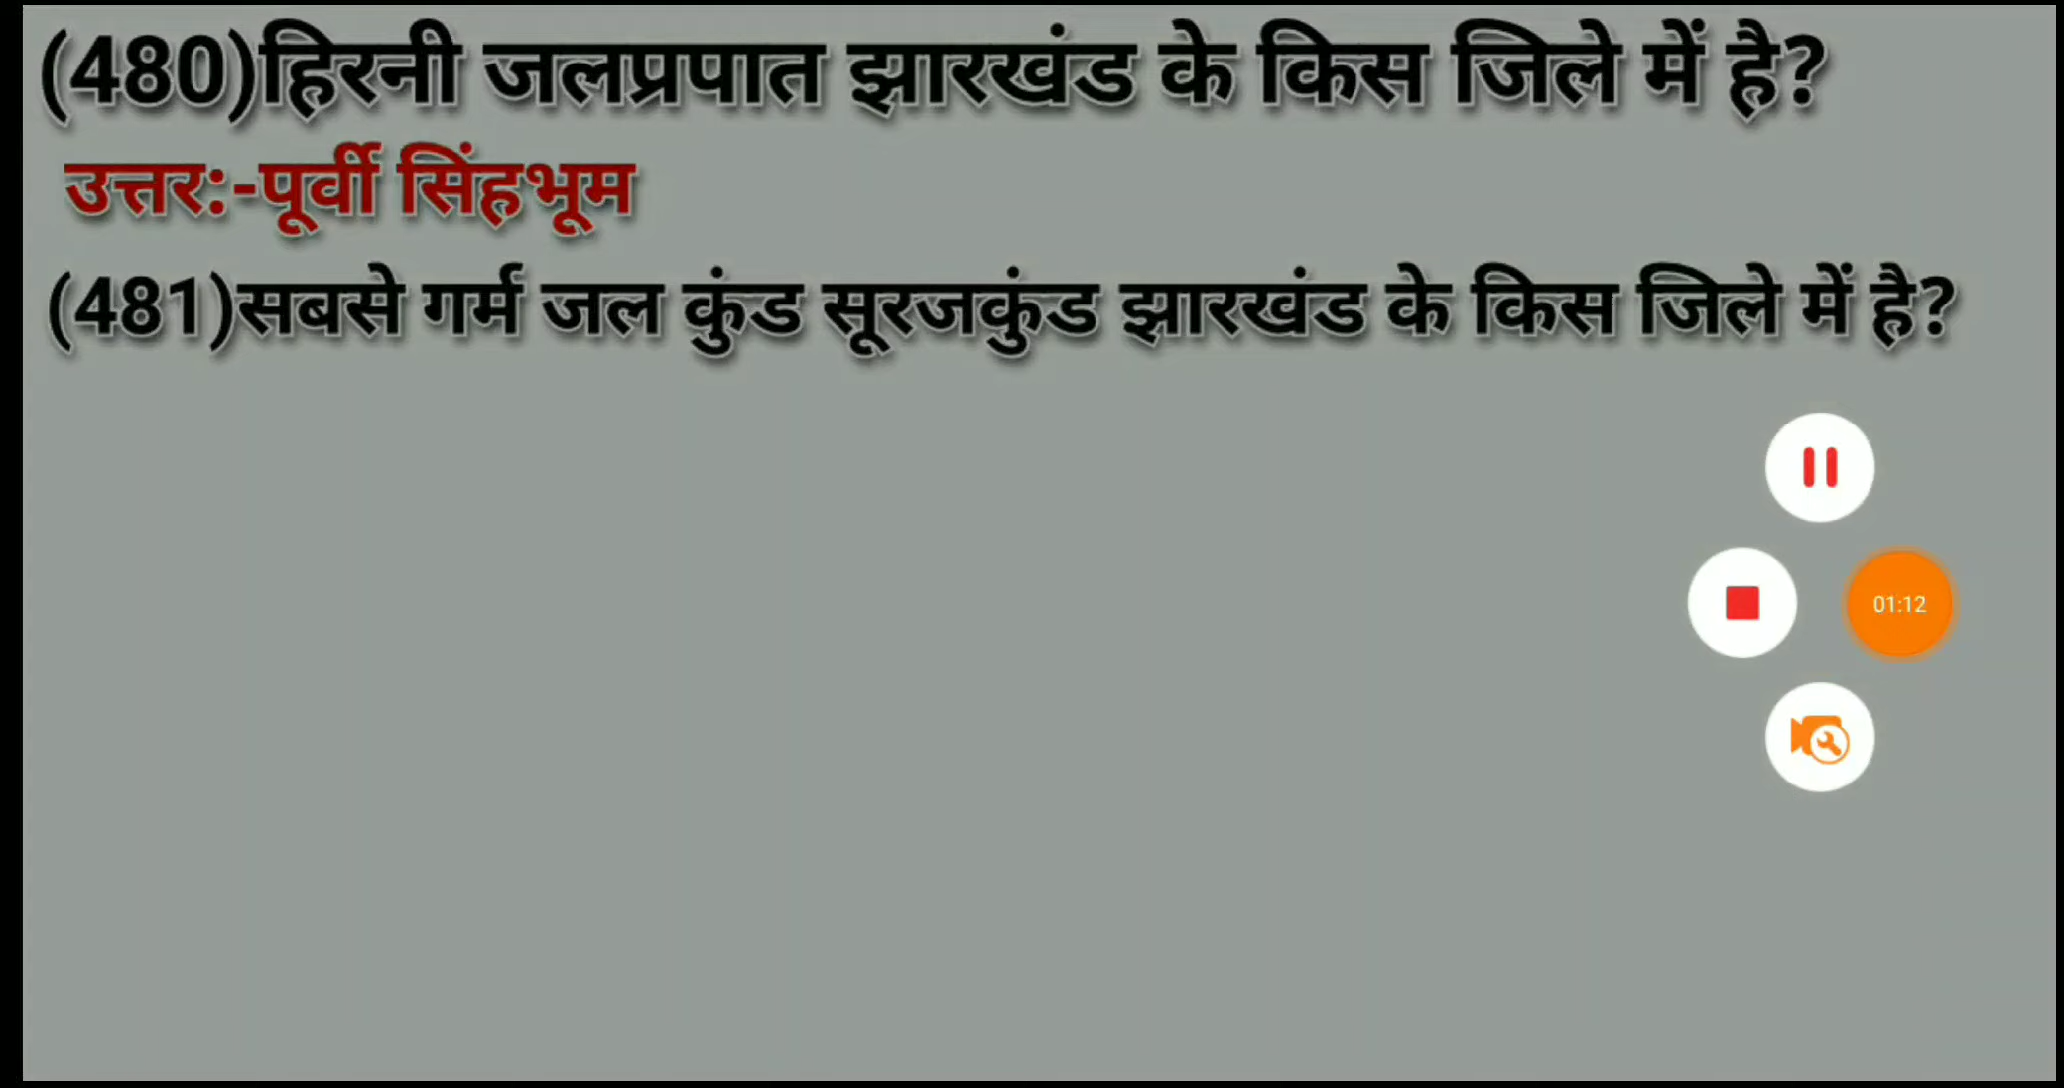 (480)हिरनी जलप्रपात झारखंड के किस जिले में है?
उत्तर:-पूर्वी सिंहभूम
(481)सबसे गर्म जल कुंड सूरजकुंड झारखंड के किस जिले में है?
01:12